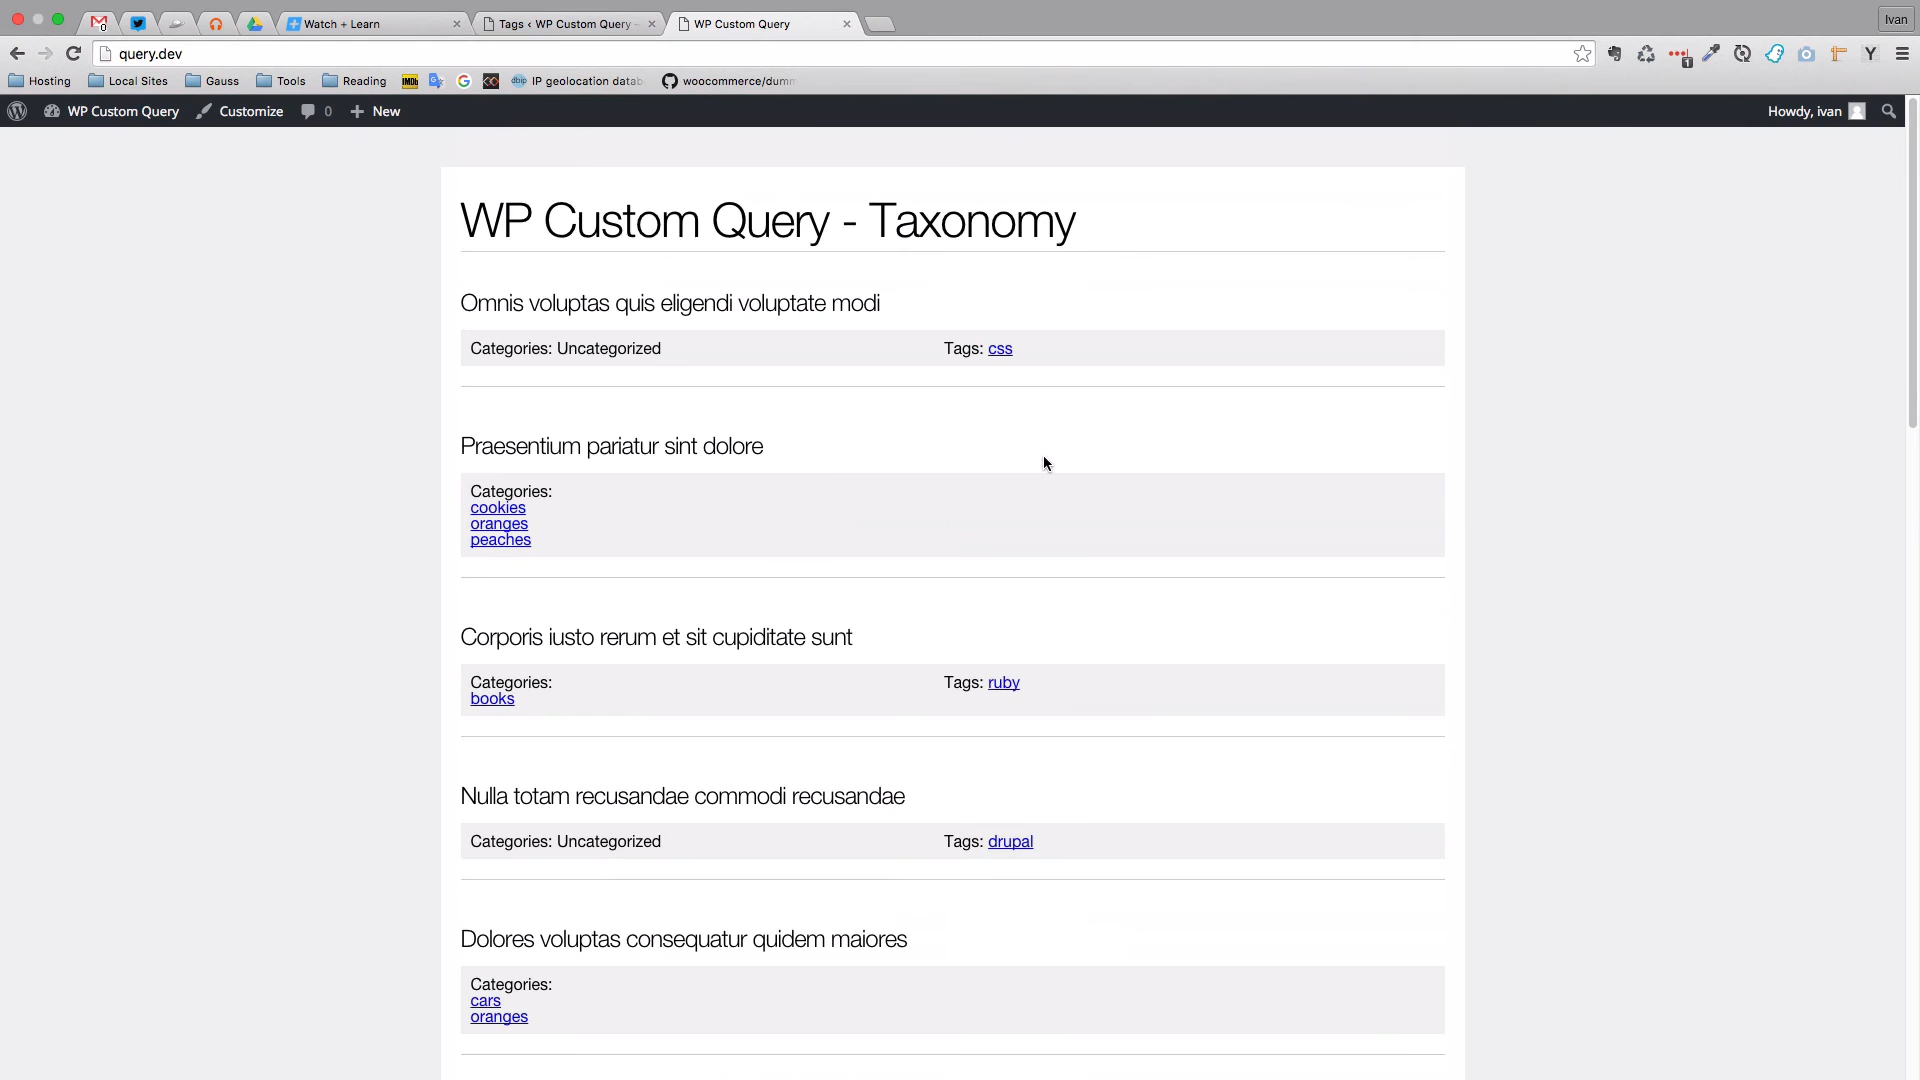 Ivan
0
Watch + Learn
Tags ‹ WP Custom Query -
WP Custom Query
query.dev
1
Y
Hosting
Local Sites
Gauss
Tools
Reading
IMDb
G
dbip
IP geolocation datab
woocommerce/dumm
WP Custom Query
Customize
0
New
Howdy, ivan
WP Custom Query - Taxonomy
Omnis voluptas quis eligendi voluptate modi
Categories: Uncategorized
Tags: css
Praesentium pariatur sint dolore
Categories:
cookies
oranges
peaches
Corporis iusto rerum et sit cupiditate sunt
Categories:
books
Tags: ruby
Nulla totam recusandae commodi recusandae
Categories: Uncategorized
Tags: drupal
Dolores voluptas consequatur quidem maiores
Categories:
cars
oranges